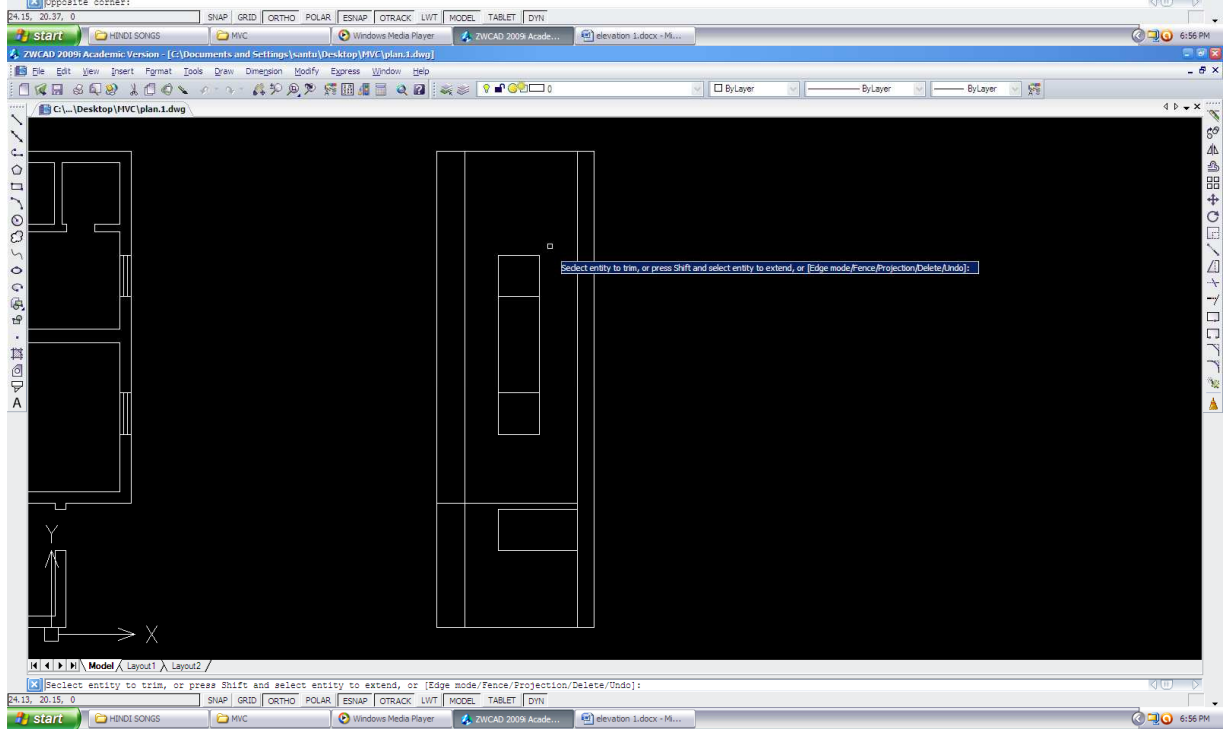 Opposite corner:
24.15, 20.37, 0 SNAP GRID ORTHO POLAR ESNAP OTRACK LWT MODEL TABLET DYN
start HINDI SONGS MVC Windows Media Player ZWCAD 2009i Acade... elevation 1.docx - Mi... 6:56 PM
ZWCAD 2009i Academic Version - [C:\Documents and Settings\santu\Desktop\MVC\plan.1.dwg]
File Edit View Insert Format Tools Draw Dimension Modify Express Window Help
0 ByLayer ByLayer ByLayer
C:\...\Desktop\MVC\plan.1.dwg
Seclect entity to trim, or press Shift and select entity to extend, or [Edge mode/Fence/Projection/Delete/Undo]:
A
Y
X
Model Layout1 Layout2
Seclect entity to trim, or press Shift and select entity to extend, or [Edge mode/Fence/Projection/Delete/Undo]:
24.13, 20.15, 0 SNAP GRID ORTHO POLAR ESNAP OTRACK LWT MODEL TABLET DYN
start HINDI SONGS MVC Windows Media Player ZWCAD 2009i Acade... elevation 1.docx - Mi... 6:56 PM